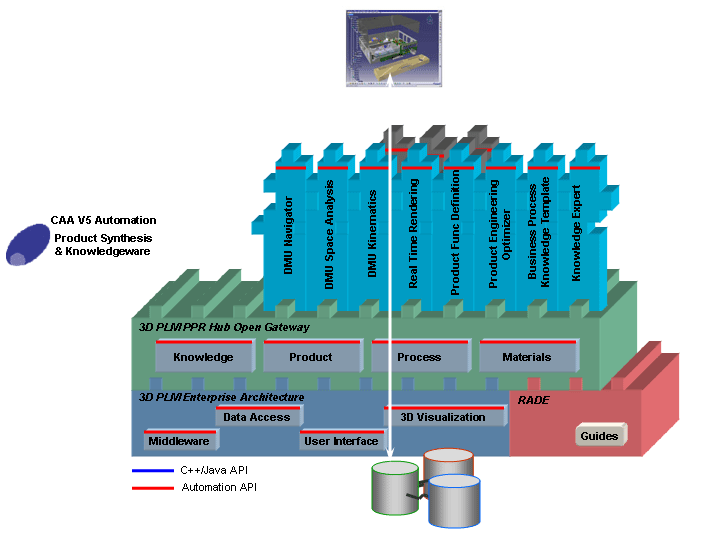 CAA V5 Automation
Product Synthesis
& Knowledgeware
DMU Navigator
DMU Space Analysis
DMU Kinematics
Real Time Rendering
Product Func Definition
Product Engineering
Optimizer
Business Process
Knowledge Template
Knowledge Expert
3D PLM PPR Hub Open Gateway
Knowledge
Product
Process
Materials
3D PLM Enterprise Architecture
RADE
Data Access
3D Visualization
Middleware
User Interface
Guides
C++/Java API
Automation API